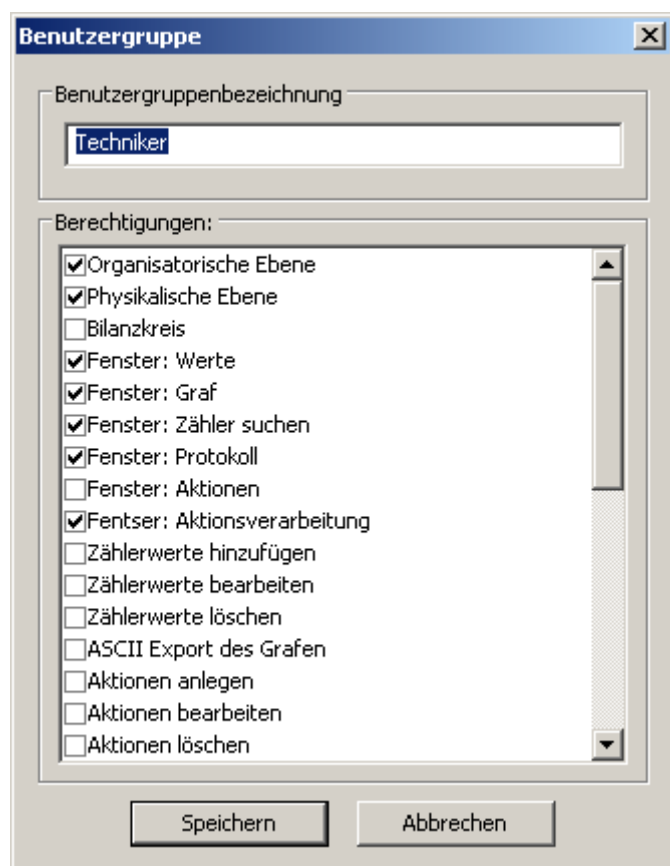 Benutzergruppe
Benutzergruppenbezeichnung
Techniker
Berechtigungen:
Organisatorische Ebene
Physikalische Ebene
Bilanzkreis
Fenster: Werte
Fenster: Graf
Fenster: Zähler suchen
Fenster: Protokoll
Fenster: Aktionen
Fentser: Aktionsverarbeitung
Zählerwerte hinzufügen
Zählerwerte bearbeiten
Zählerwerte löschen
ASCII Export des Grafen
Aktionen anlegen
Aktionen bearbeiten
Aktionen löschen
Speichern Abbrechen